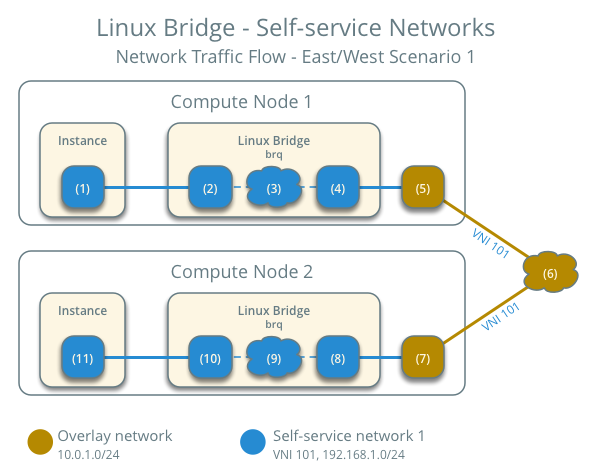 Linux Bridge - Self-service Networks
Network Traffic Flow - East/West Scenario 1
Compute Node 1
Instance
Linux Bridge
brq
(1)
(2)
(3)
(4)
(5)
VNI 101
(6)
Compute Node 2
Instance
Linux Bridge
brq
VNI 101
(11)
(10)
(9)
(8)
(7)
Overlay network
10.0.1.0/24
Self-service network 1
VNI 101, 192.168.1.0/24